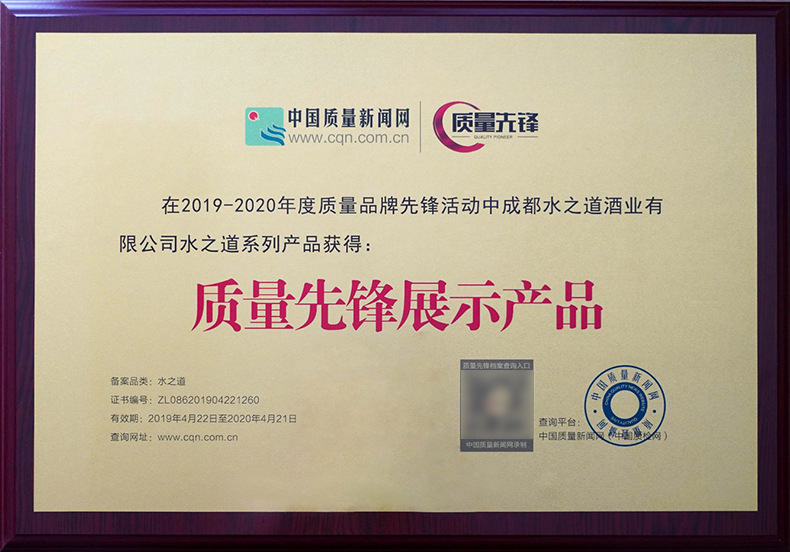 中国质量新闻网
www.cqn.com.cn
质量先锋
QUALITY PIONEER
在2019-2020年度质量品牌先锋活动中成都水之道酒业有
限公司水之道系列产品获得：
质量先锋展示产品
备案品类：水之道
证书编号：ZL086201904221260
有效期：2019年4月22日至2020年4月21日
查询网址：www.cqn.com.cn
质量先锋档案查询入口
中国质量新闻网录制
查询平台：
中国质量新闻网（中国质检网）
中国质量新闻网